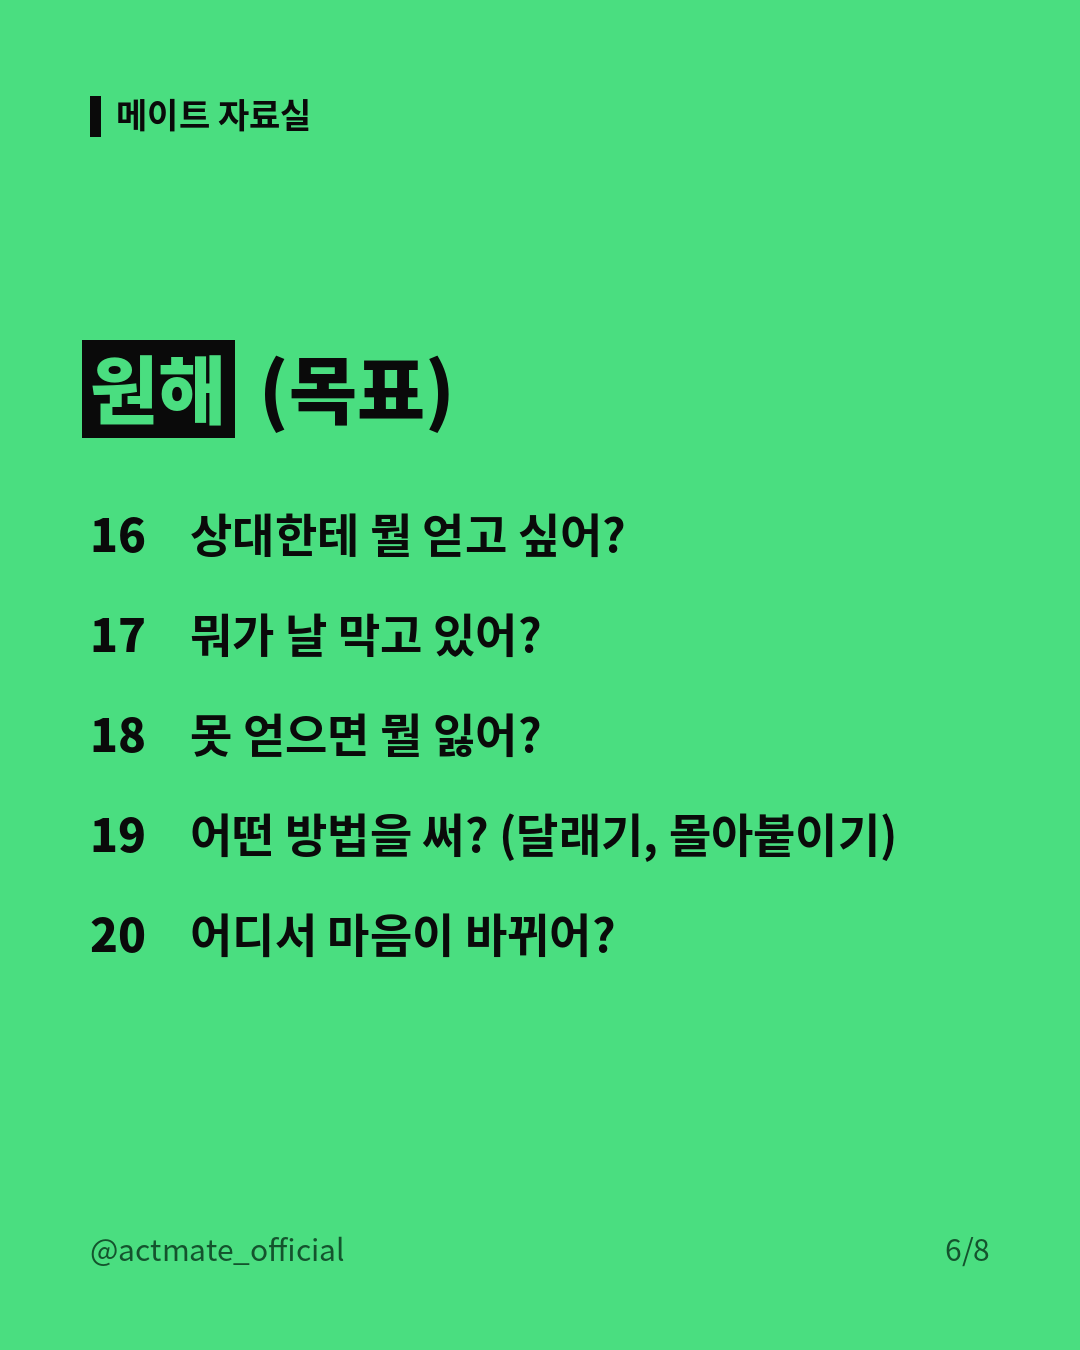 메이트 자료실
원해 (목표)
16 상대한테 뭘 얻고 싶어?
17 뭐가 날 막고 있어?
18 못 얻으면 뭘 잃어?
19 어떤 방법을 써? (달래기, 몰아붙이기)
20 어디서 마음이 바뀌어?
@actmate_official
6/8